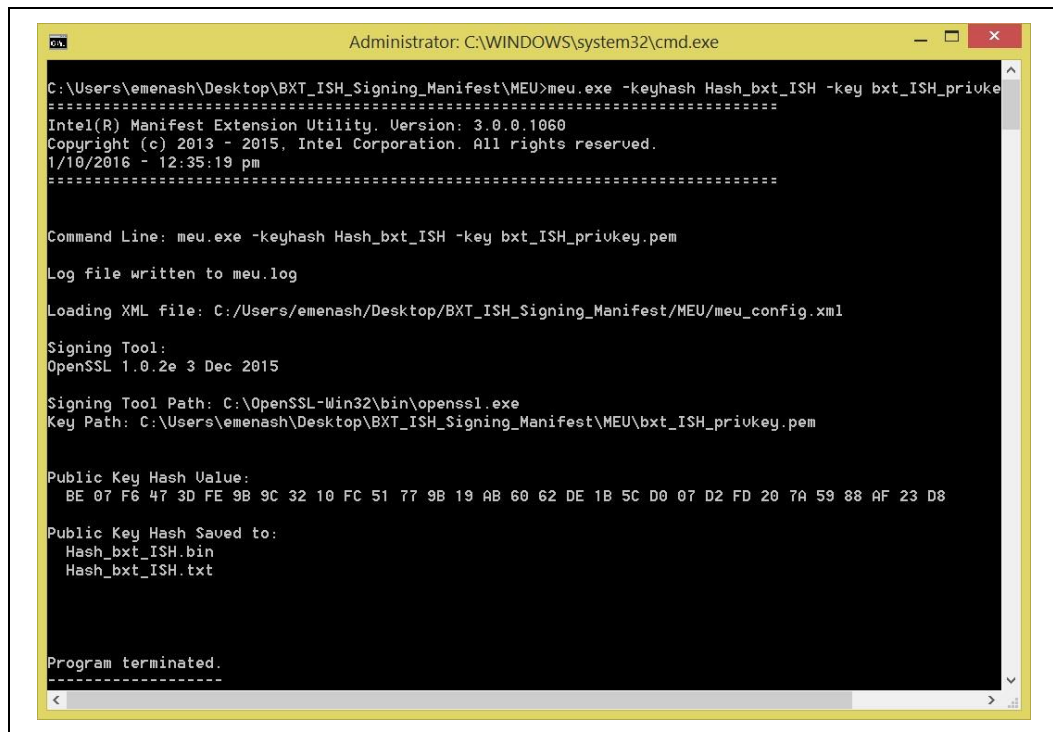 Administrator: C:\WINDOWS\system32\cmd.exe
C:\Users\emenash\Desktop\BXT_ISH_Signing_Manifest\MEU>meu.exe -keyhash Hash_bxt_ISH -key bxt_ISH_privke
===============================================================================
Intel(R) Manifest Extension Utility. Version: 3.0.0.1060
Copyright (c) 2013 - 2015, Intel Corporation. All rights reserved.
1/10/2016 - 12:35:19 pm
===============================================================================
Command Line: meu.exe -keyhash Hash_bxt_ISH -key bxt_ISH_privkey.pem
Log file written to meu.log
Loading XML file: C:/Users/emenash/Desktop/BXT_ISH_Signing_Manifest/MEU/meu_config.xml
Signing Tool:
OpenSSL 1.0.2e 3 Dec 2015
Signing Tool Path: C:\OpenSSL-Win32\bin\openssl.exe
Key Path: C:\Users\emenash\Desktop\BXT_ISH_Signing_Manifest\MEU\bxt_ISH_privkey.pem
Public Key Hash Value:
BE 07 F6 47 3D FE 9B 9C 32 10 FC 51 77 9B 19 AB 60 62 DE 1B 5C D0 07 D2 FD 20 7A 59 88 AF 23 D8
Public Key Hash Saved to:
Hash_bxt_ISH.bin
Hash_bxt_ISH.txt
Program terminated.
-------------------